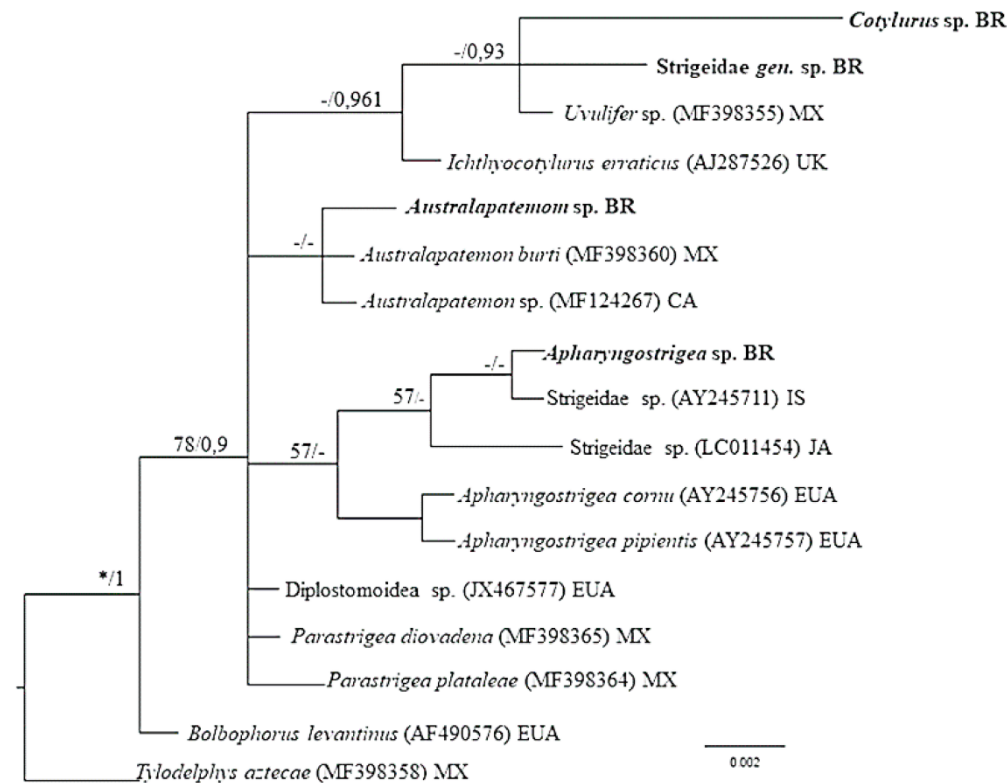 Cotylurus sp. BR
-/0,93
Strigeidae gen. sp. BR
-/0,961
Uvulifer sp. (MF398355) MX
Ichthyocotylurus erraticus (AJ287526) UK
Australapatemom sp. BR
-/-
Australapatemon burti (MF398360) MX
Australapatemon sp. (MF124267) CA
Apharyngostrigea sp. BR
-/-
Strigeidae sp. (AY245711) IS
57/-
78/0,9
57/-
Strigeidae sp. (LC011454) JA
Apharyngostrigea cornu (AY245756) EUA
Apharyngostrigea pipientis (AY245757) EUA
*/1
Diplostomoidea sp. (JX467577) EUA
Parastrigea diovadena (MF398365) MX
Parastrigea plataleae (MF398364) MX
Bolbophorus levantinus (AF490576) EUA
0.002
Tylodelphys aztecae (MF398358) MX